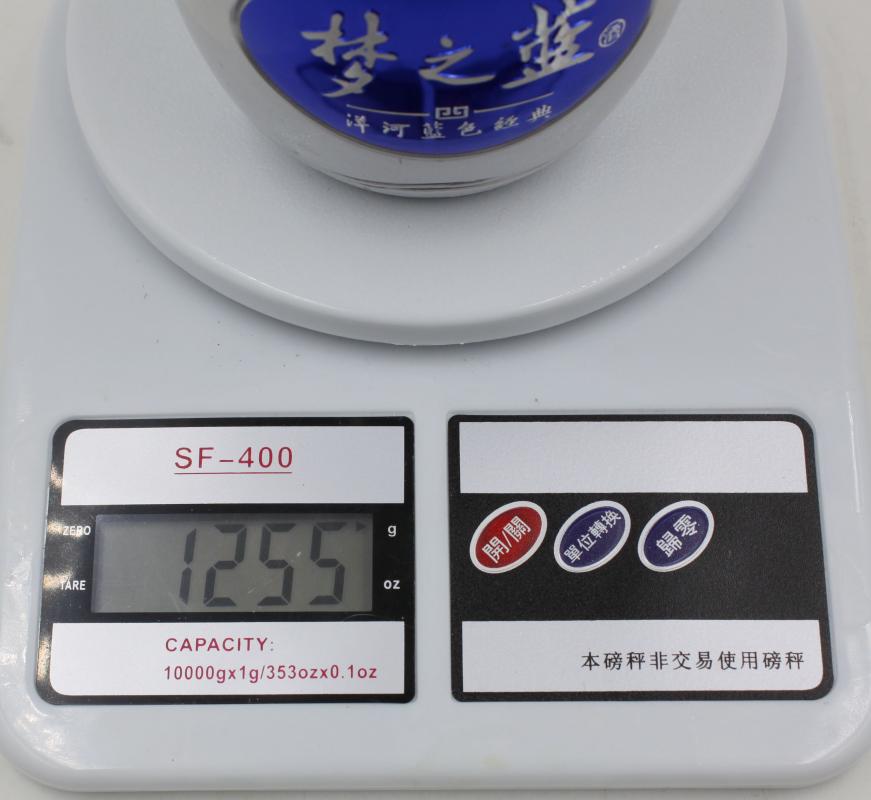 梦之蓝
洋河蓝色经典
SF-400
ZERO
g
1255
TARE
oz
CAPACITY:
10000gx1g/353ozx0.1oz
開/關
單位轉换
歸零
本磅秤非交易使用磅秤